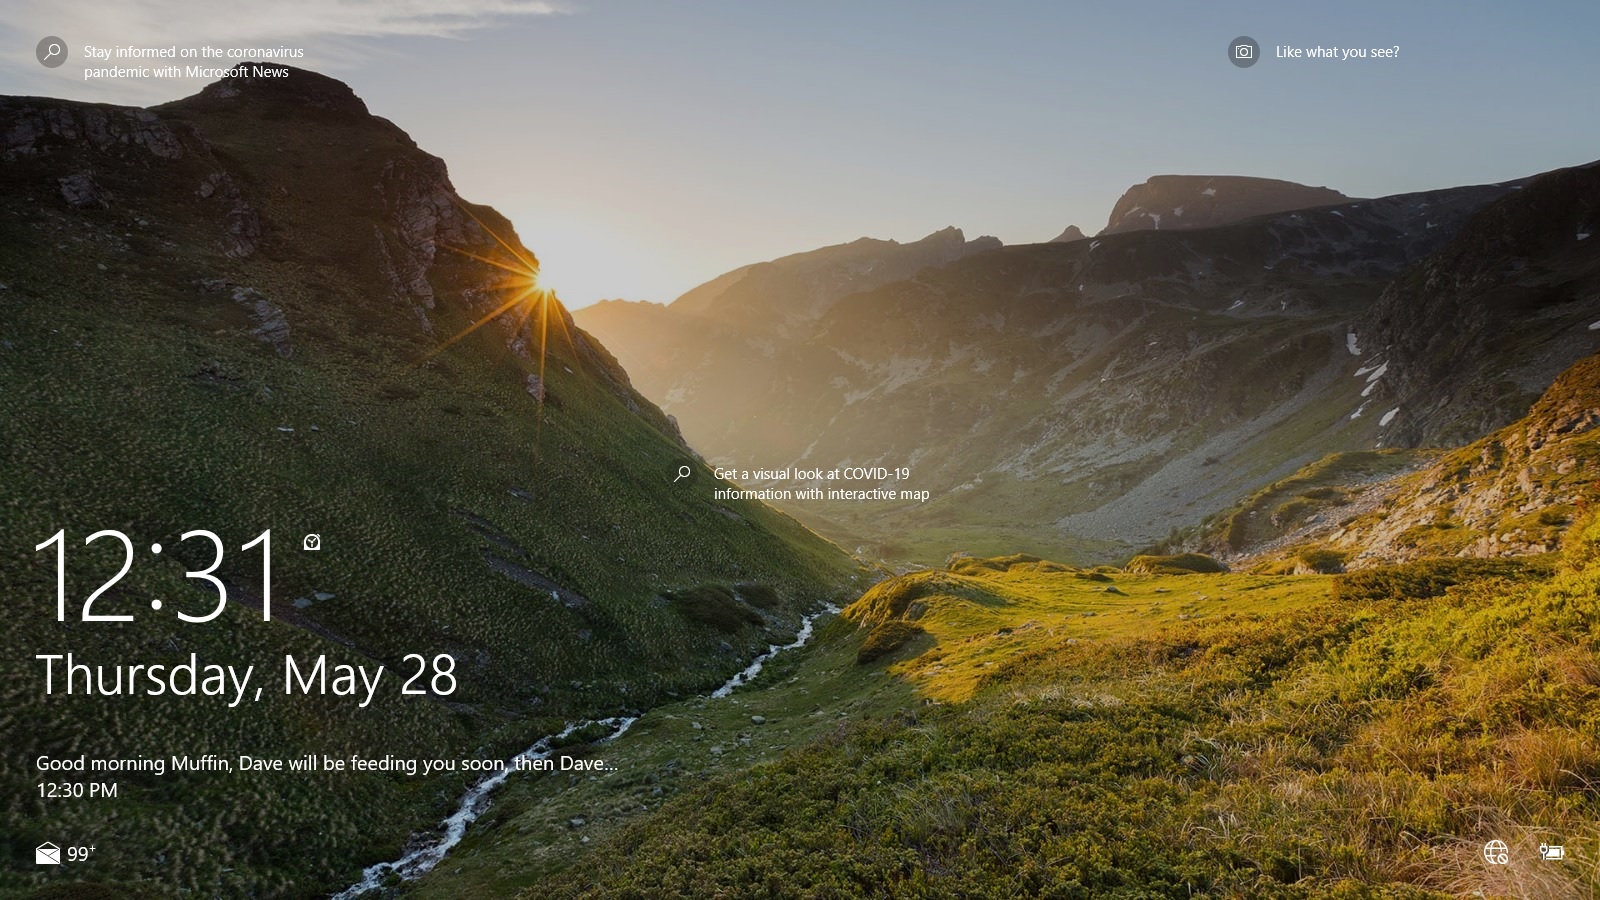 Stay informed on the coronavirus
pandemic with Microsoft News
Like what you see?
Get a visual look at COVID-19
information with interactive map
12:31
Thursday, May 28
Good morning Muffin, Dave will be feeding you soon, then Dave...
12:30 PM
99+